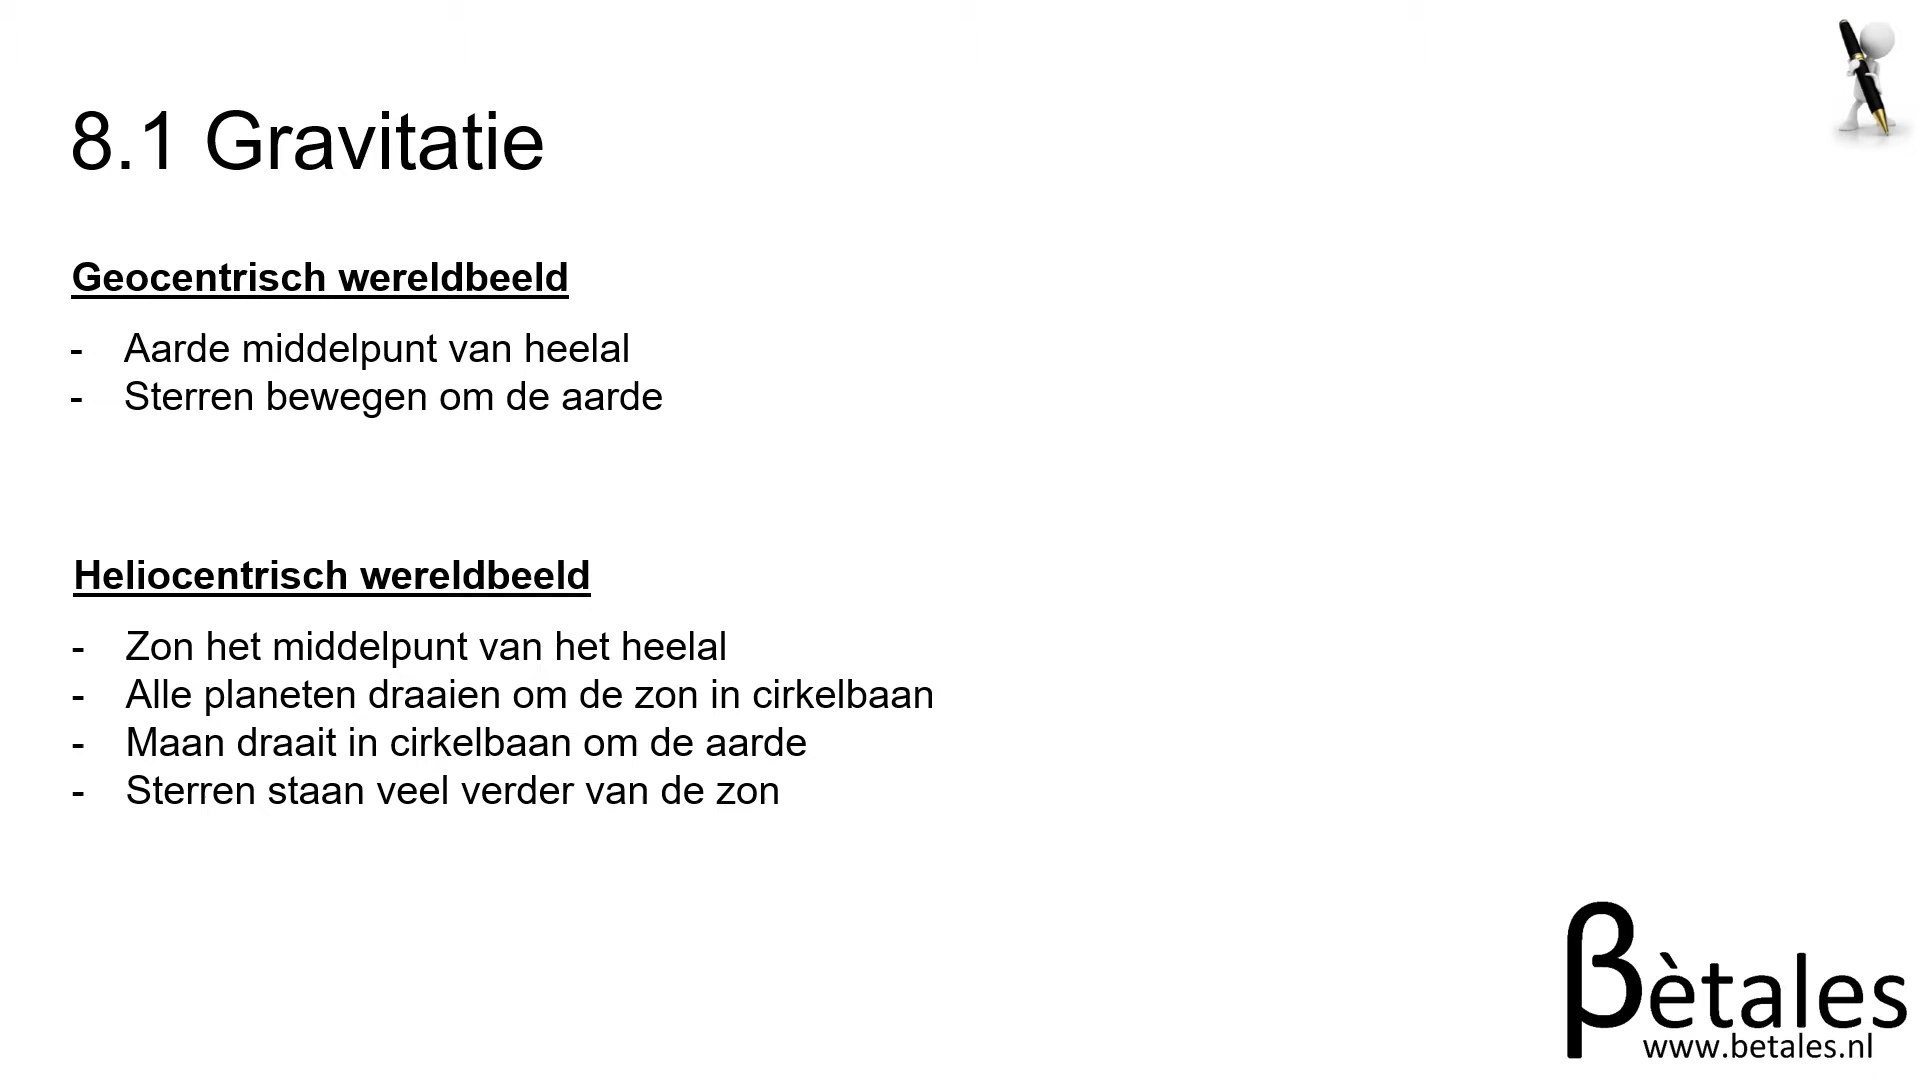 8.1 Gravitatie
Geocentrisch wereldbeeld
- Aarde middelpunt van heelal
- Sterren bewegen om de aarde
Heliocentrisch wereldbeeld
- Zon het middelpunt van het heelal
- Alle planeten draaien om de zon in cirkelbaan
- Maan draait in cirkelbaan om de aarde
- Sterren staan veel verder van de zon
βètales
www.betales.nl